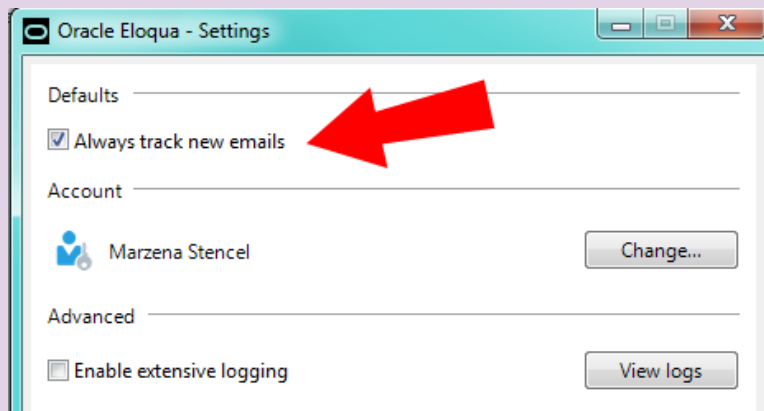 Oracle Eloqua - Settings
Defaults
Always track new emails
Account
Marzena Stencel
Change...
Advanced
Enable extensive logging
View logs